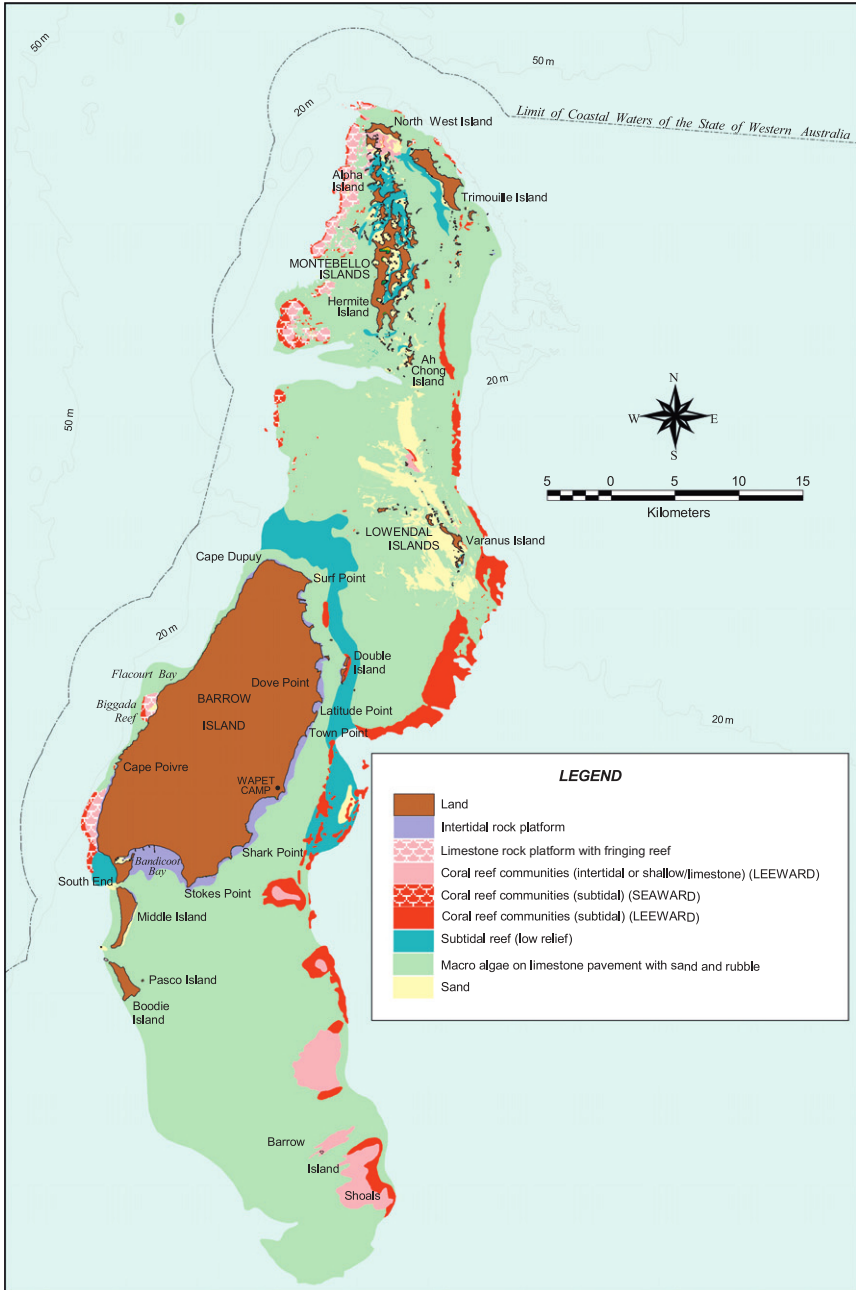 50 m
50 m
20 m
Limit of Coastal Waters of the State of Western Australia
North West Island
Alpha
Island
Trimouille Island
MONTEBELLO
ISLANDS
Hermite
Island
Ah
Chong
Island
20 m
50 m
N
W
E
S
5
0
5
10
15
Kilometers
LOWENDAL
ISLANDS
Varanus Island
Cape Dupuy
Surf Point
20 m
Double
Island
Flacourt Bay
Dove Point
Biggada
Reef
BARROW
ISLAND
Latitude Point
20 m
Town Point
Cape Poivre
WAPET
CAMP
Shark Point
Bandicoot
Bay
South End
Stokes Point
Middle Island
Pasco Island
Boodie
Island
Barrow
Island
Shoals
LEGEND
Land
Intertidal rock platform
Limestone rock platform with fringing reef
Coral reef communities (intertidal or shallow/limestone) (LEEWARD)
Coral reef communities (subtidal) (SEAWARD)
Coral reef communities (subtidal) (LEEWARD)
Subtidal reef (low relief)
Macro algae on limestone pavement with sand and rubble
Sand